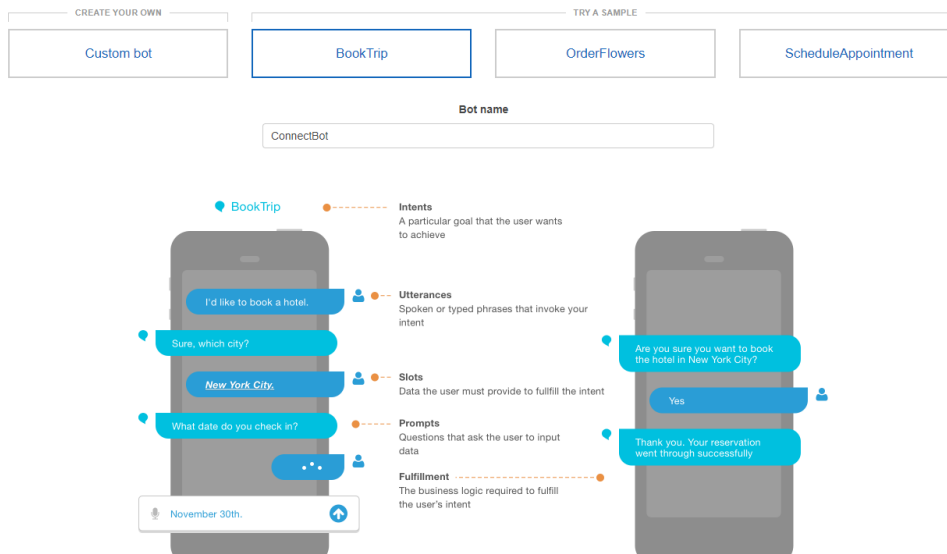 CREATE YOUR OWN
TRY A SAMPLE
Custom bot
BookTrip
OrderFlowers
ScheduleAppointment
Bot name
ConnectBot
BookTrip
Intents
A particular goal that the user wants
to achieve
I'd like to book a hotel.
Utterances
Spoken or typed phrases that invoke your
intent
Sure, which city?
New York City.
Slots
Data the user must provide to fullfill the intent
What date do you check in?
Prompts
Questions that ask the user to input
data
Fulfillment
The business logic required to fulfill
the user's intent
November 30th.
Are you sure you want to book
the hotel in New York City?
Yes
Thank you. Your reservation
went through successfully